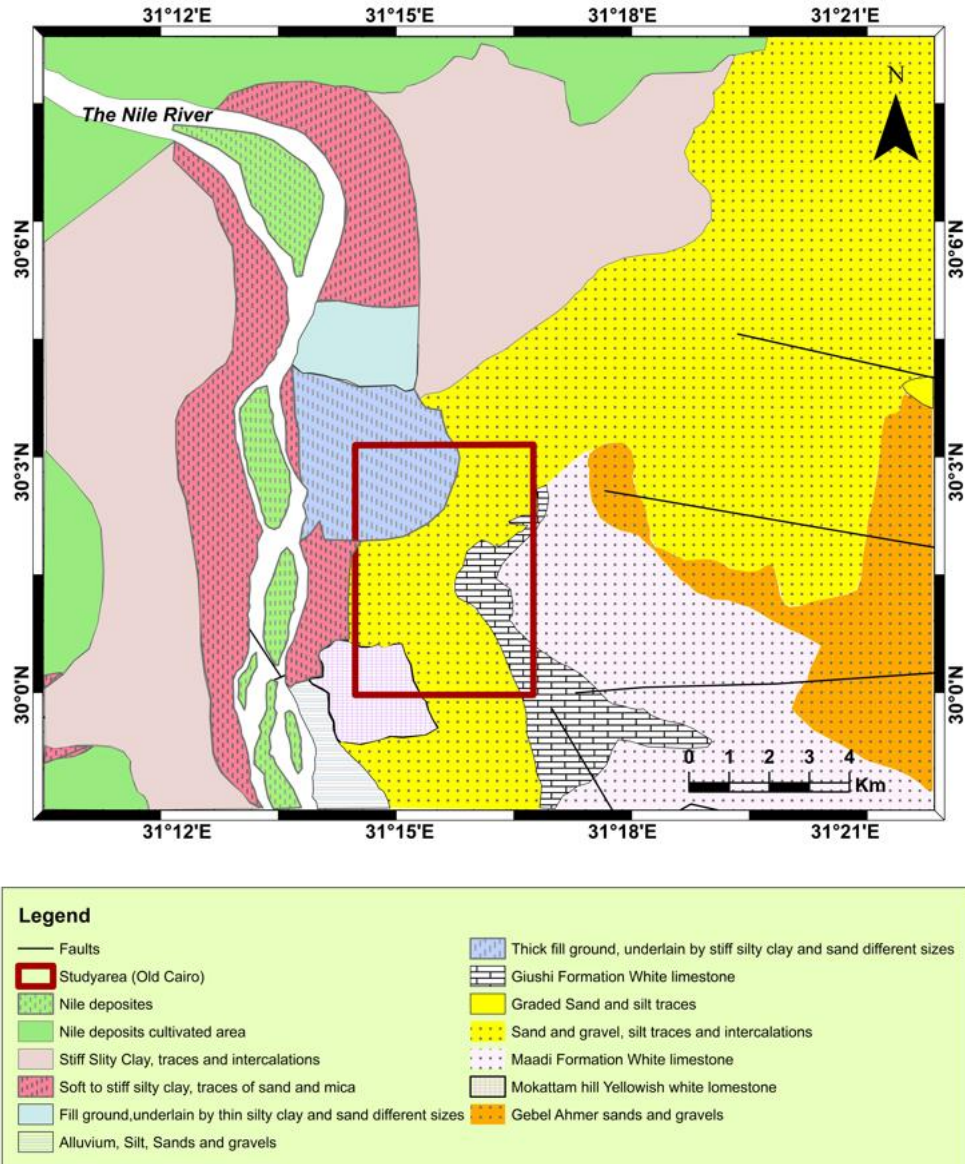 31°12'E 31°15'E 31°18'E 31°21'E
N
The Nile River
30°6'N 30°6'N
30°3'N 30°3'N
30°0'N 30°0'N
0 1 2 3 4
Km
31°12'E 31°15'E 31°18'E 31°21'E
Legend
Faults
Studyarea (Old Cairo)
Nile deposites
Nile deposits cultivated area
Stiff Slity Clay, traces and intercalations
Soft to stiff silty clay, traces of sand and mica
Fill ground,underlain by thin silty clay and sand different sizes
Alluvium, Silt, Sands and gravels
Thick fill ground, underlain by stiff silty clay and sand different sizes
Giushi Formation White limestone
Graded Sand and silt traces
Sand and gravel, silt traces and intercalations
Maadi Formation White limestone
Mokattam hill Yellowish white lomestone
Gebel Ahmer sands and gravels